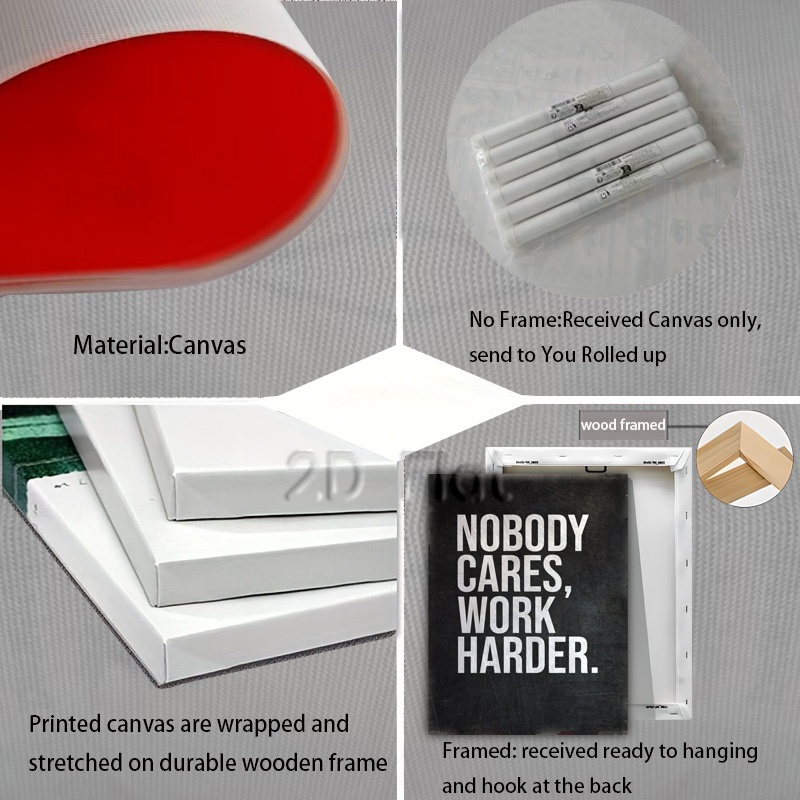 Material:Canvas
No Frame:Received Canvas only,
send to You Rolled up
2D Flat
wood framed
NOBODY
CARES,
WORK
HARDER.
Printed canvas are wrapped and
stretched on durable wooden frame
Framed: received ready to hanging
and hook at the back